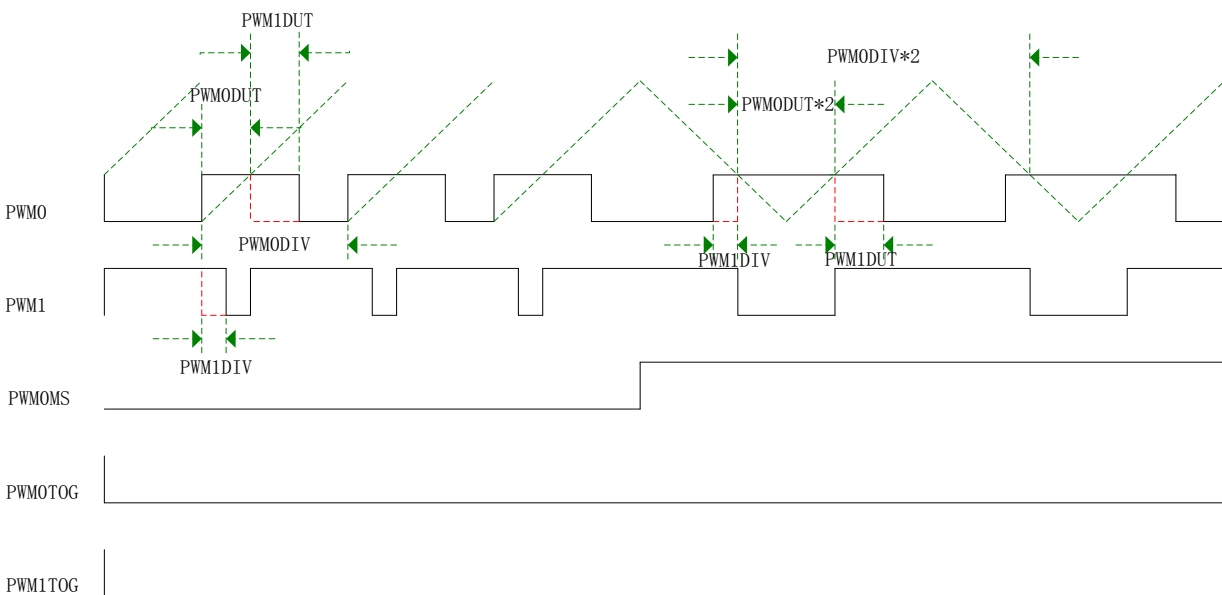 PWM1DUT
PWM0DIV*2
PWM0DUT
PWM0DUT*2
PWM0
PWM0DIV
PWM1DIV
PWM1DUT
PWM1
PWM1DIV
PWM0MS
PWM0TOG
PWM1TOG